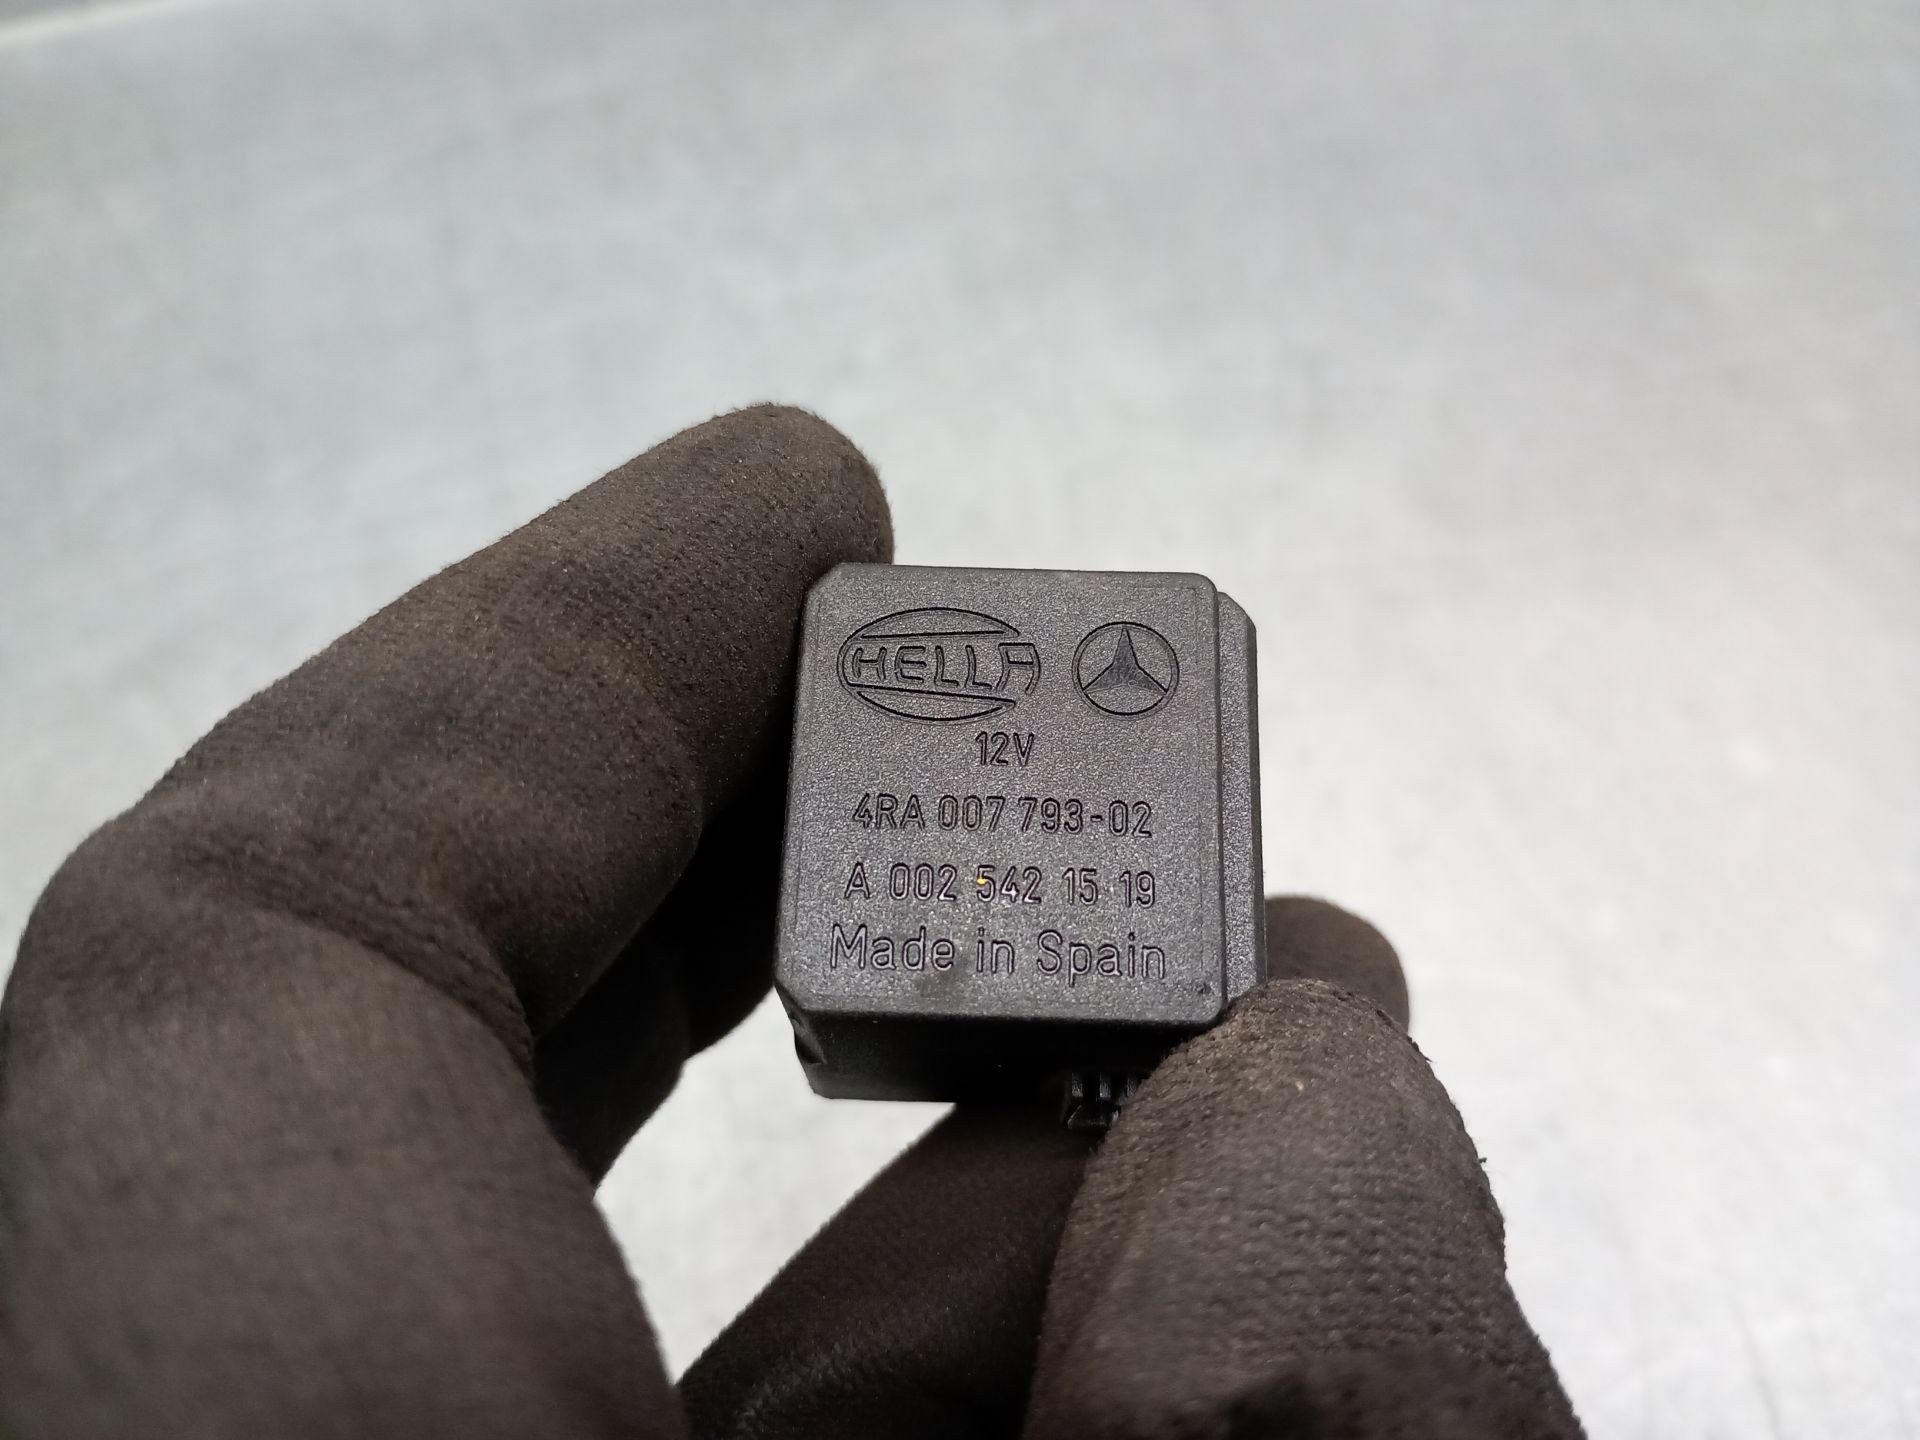 HELLA
12V
4RA 007 793-02
A 002 542 15 19
Made in Spain